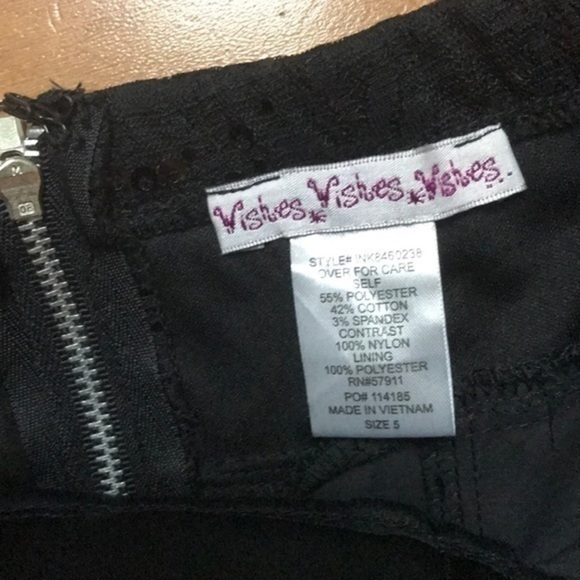 Wishes Wishes Wishes
STYLE# INK8460238
OVER FOR CARE
SELF
55% POLYESTER
42% COTTON
3% SPANDEX
CONTRAST
100% NYLON
LINING
100% POLYESTER
RN#57911
PO# 114185
MADE IN VIETNAM
SIZE 5